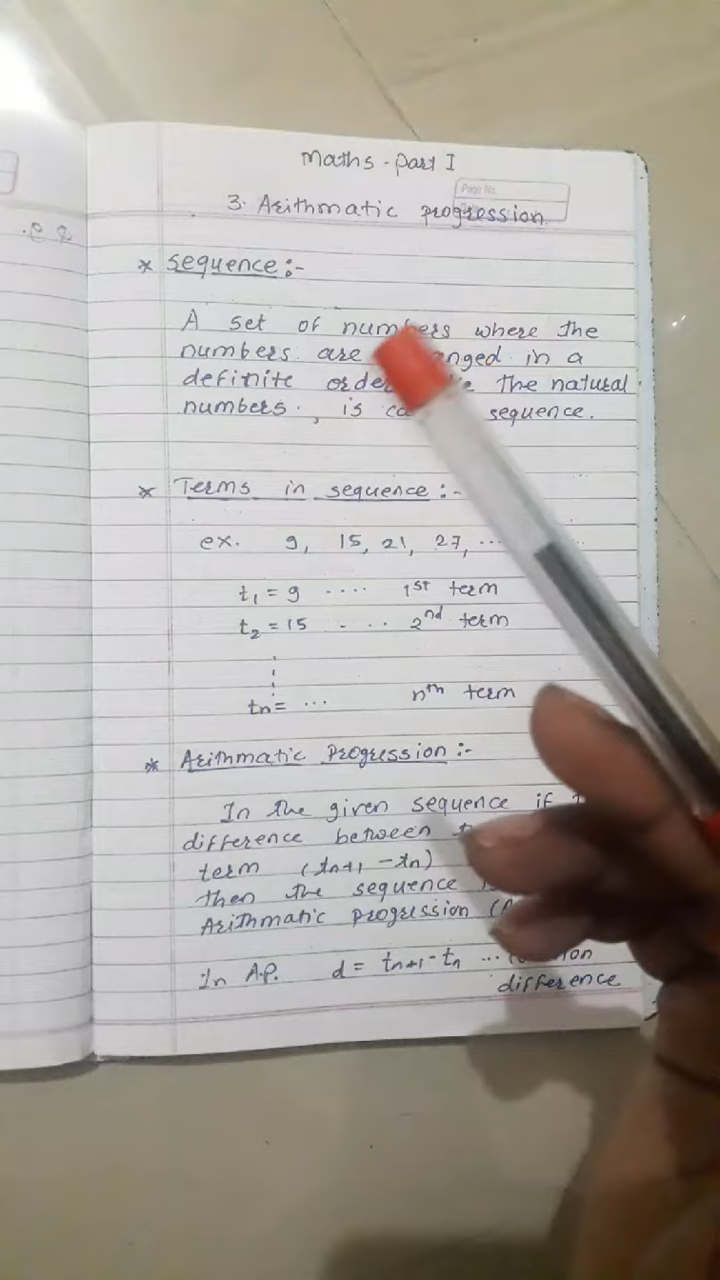 Maths - Part I
Page No.
3. Arithmatic progression
* Sequence :-
A set of numbers where the
numbers are in a
definite the natural
numbers., is sequence.
* Terms in sequence :-
ex. 9, 15, 21, 27, ...
t1 = 9 .... 1st term
t2 = 15 . ... 2nd term
tn = ... nth term
* Arithmatic Progression :-
In the given sequence if
difference between
term (tn+1 - tn)
then the sequence
Arithmatic progression
In A.P. d = tn+1 - tn ...
difference